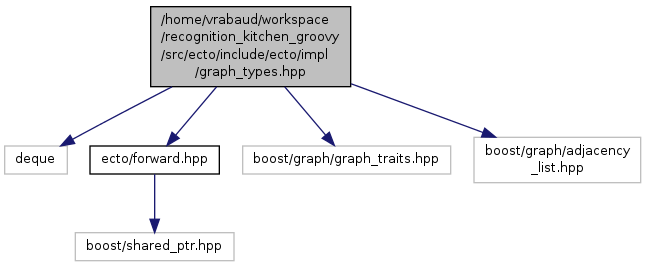 /home/vrabaud/workspace
/recognition_kitchen_groovy
/src/ecto/include/ecto/impl
/graph_types.hpp
deque
ecto/forward.hpp
boost/graph/graph_traits.hpp
boost/graph/adjacency
_list.hpp
boost/shared_ptr.hpp